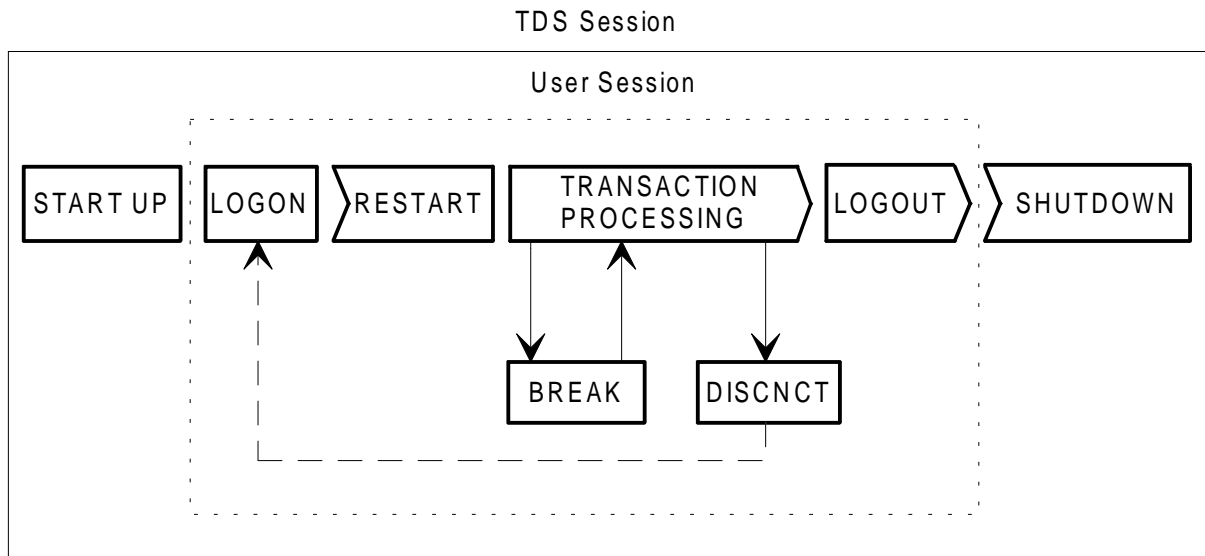 TDS Session
User Session
START UP
LOGON
RESTART
TRANSACTION
PROCESSING
LOGOUT
SHUTDOWN
BREAK
DISCNCT